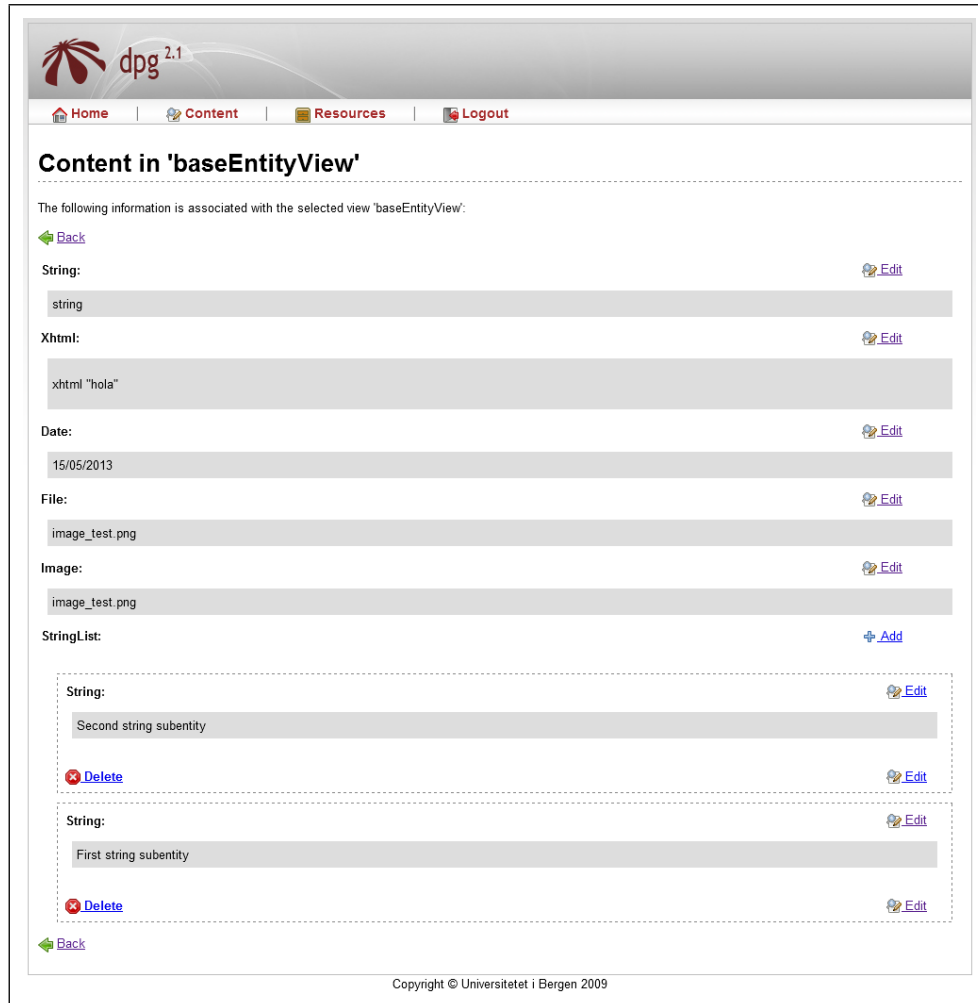 dpg 2.1
Home | Content | Resources | Logout
Content in 'baseEntityView'
The following information is associated with the selected view 'baseEntityView':
Back
String: Edit
string
Xhtml: Edit
xhtml "hola"
Date: Edit
15/05/2013
File: Edit
image_test.png
Image: Edit
image_test.png
StringList: Add
String: Edit
Second string subentity
Delete Edit
String: Edit
First string subentity
Delete Edit
Back
Copyright © Universitetet i Bergen 2009